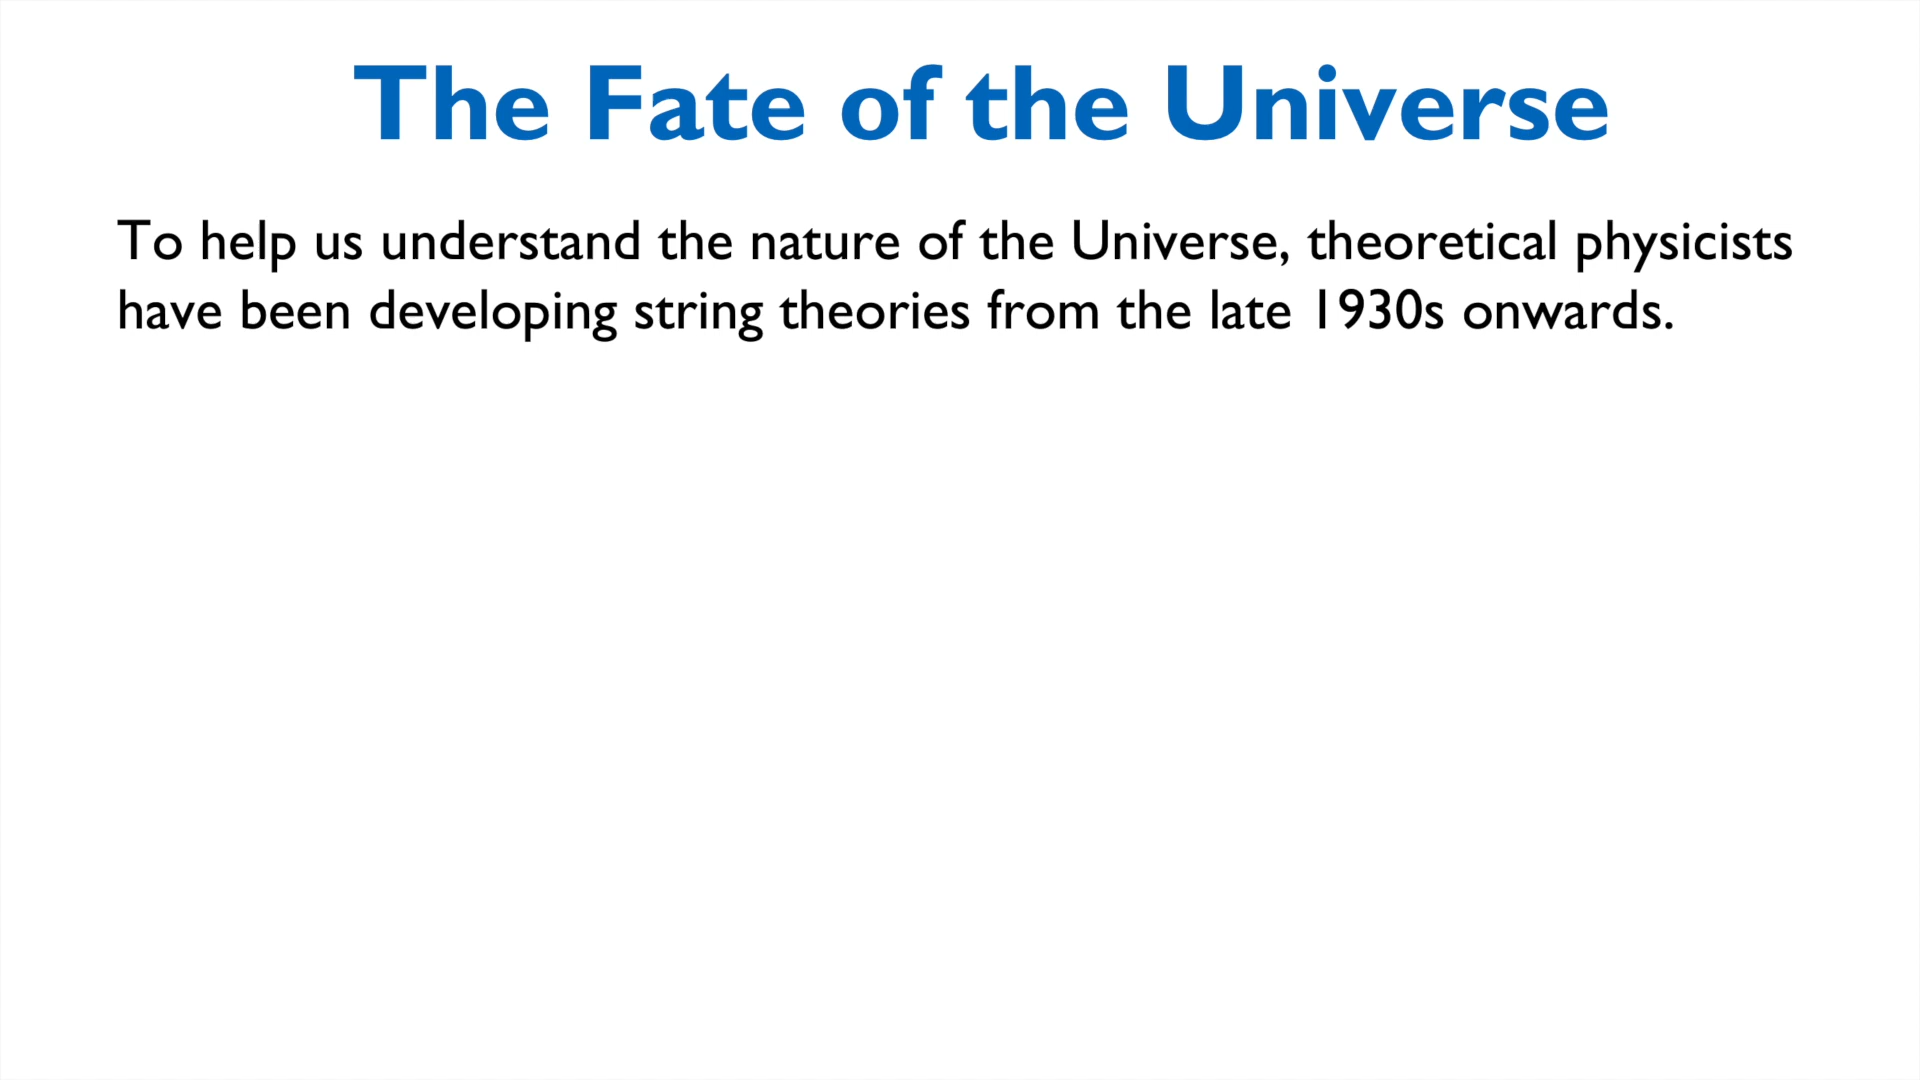 The Fate of the Universe
To help us understand the nature of the Universe, theoretical physicists
have been developing string theories from the late 1930s onwards.